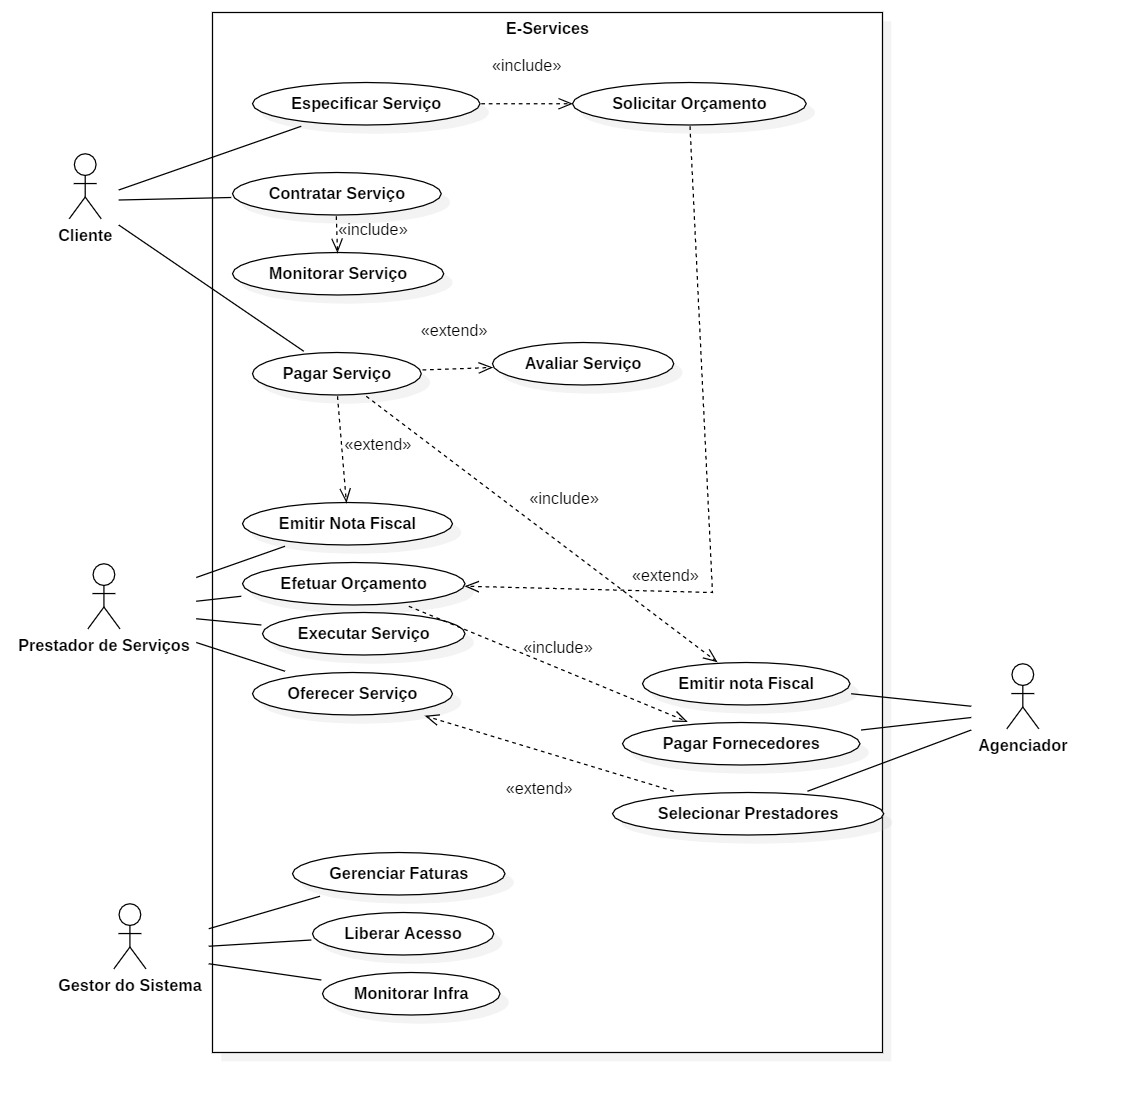 E-Services
«include»
Especificar Serviço
Solicitar Orçamento
Contratar Serviço
«include»
Cliente
Monitorar Serviço
«extend»
Avaliar Serviço
Pagar Serviço
«extend»
«include»
Emitir Nota Fiscal
«extend»
Efetuar Orçamento
Executar Serviço
Prestador de Serviços
«include»
Emitir nota Fiscal
Oferecer Serviço
Pagar Fornecedores
Agenciador
«extend»
Selecionar Prestadores
Gerenciar Faturas
Liberar Acesso
Gestor do Sistema
Monitorar Infra